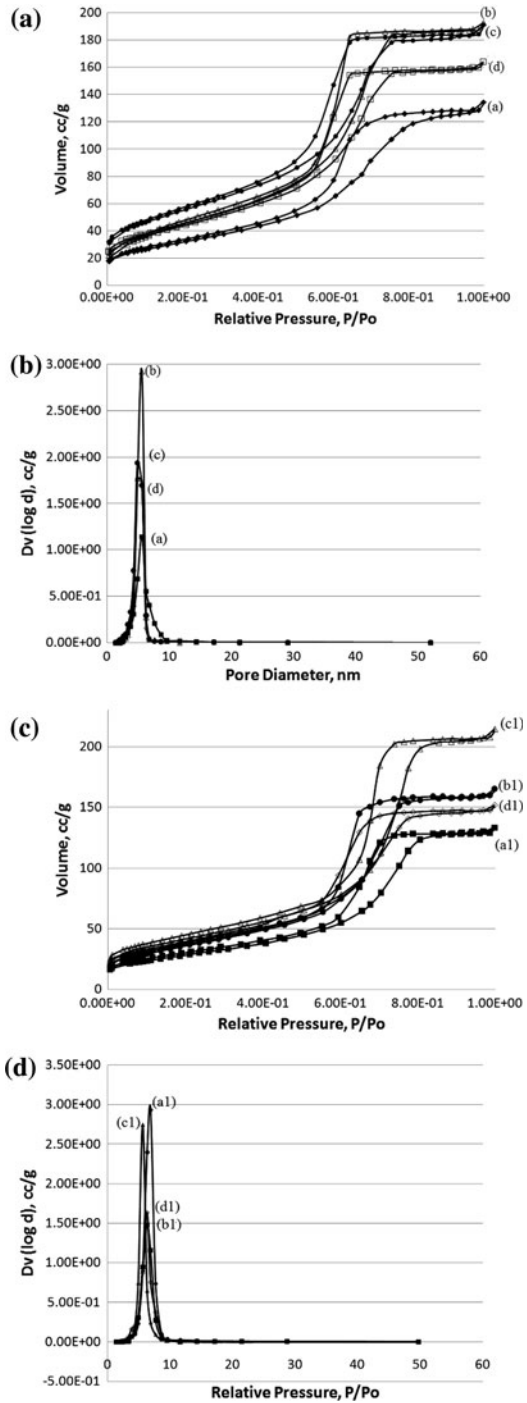 (a)
200
180
160
140
120
100
80
60
40
20
0
Volume, cc/g
(b)
(c)
(d)
(a)
0.00E+00 2.00E-01 4.00E-01 6.00E-01 8.00E-01 1.00E+00
Relative Pressure, P/Po
(b)
3.00E+00
2.50E+00
2.00E+00
1.50E+00
1.00E+00
5.00E-01
0.00E+00
Dv (log d), cc/g
(b)
(c)
(d)
(a)
0 10 20 30 40 50 60
Pore Diameter, nm
(c)
200
150
100
50
0
Volume, cc/g
(c1)
(b1)
(d1)
(a1)
0.00E+00 2.00E-01 4.00E-01 6.00E-01 8.00E-01 1.00E+00
Relative Pressure, P/Po
(d)
3.50E+00
3.00E+00
2.50E+00
2.00E+00
1.50E+00
1.00E+00
5.00E-01
0.00E+00
-5.00E-01
Dv (log d), cc/g
(a1)
(c1)
(d1)
(b1)
0 10 20 30 40 50 60
Relative Pressure, P/Po